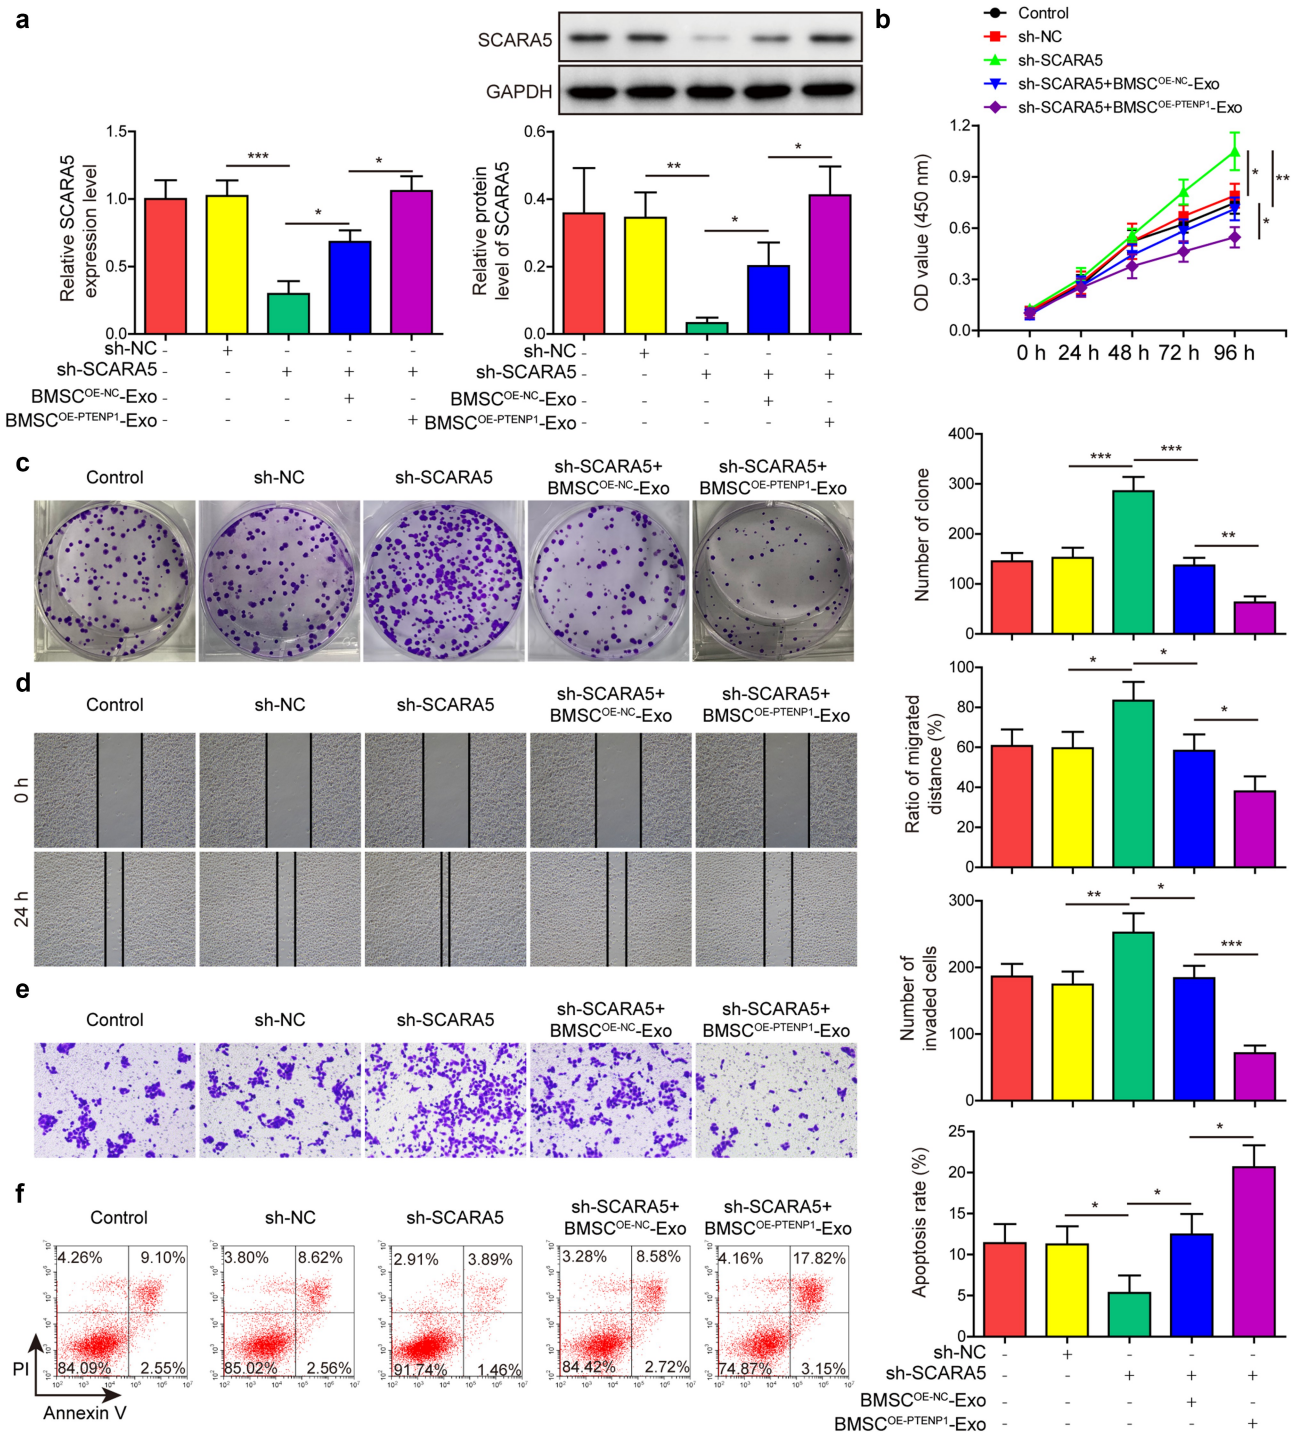 a
SCARA5
GAPDH
Relative SCARA5
expression level
1.5
1.0
0.5
0.0
***
*
*
sh-NC - + - - -
sh-SCARA5 - - + + +
BMSC^OE-NC-Exo - - - + -
BMSC^OE-PTENP1-Exo - - - - +
Relative protein
level of SCARA5
0.6
0.4
0.2
0.0
**
*
*
sh-NC - + - - -
sh-SCARA5 - - + + +
BMSC^OE-NC-Exo - - - + -
BMSC^OE-PTENP1-Exo - - - - +
b
Control
sh-NC
sh-SCARA5
sh-SCARA5+BMSC^OE-NC-Exo
sh-SCARA5+BMSC^OE-PTENP1-Exo
OD value (450 nm)
1.2
0.9
0.6
0.3
0.0
* ** *
0 h 24 h 48 h 72 h 96 h
c
Control sh-NC sh-SCARA5 sh-SCARA5+ sh-SCARA5+
BMSC^OE-NC-Exo BMSC^OE-PTENP1-Exo
Number of clone
400
300
200
100
0
*** *** **
d
Control sh-NC sh-SCARA5 sh-SCARA5+ sh-SCARA5+
BMSC^OE-NC-Exo BMSC^OE-PTENP1-Exo
0 h
24 h
Ratio of migrated
distance (%)
100
80
60
40
20
0
* * *
e
Control sh-NC sh-SCARA5 sh-SCARA5+ sh-SCARA5+
BMSC^OE-NC-Exo BMSC^OE-PTENP1-Exo
Number of
invaded cells
300
200
100
0
** * ***
f
Control sh-NC sh-SCARA5 sh-SCARA5+ sh-SCARA5+
BMSC^OE-NC-Exo BMSC^OE-PTENP1-Exo
4.26% 9.10% 3.80% 8.62% 2.91% 3.89% 3.28% 8.58% 4.16% 17.82%
84.09% 2.55% 85.02% 2.56% 91.74% 1.46% 84.42% 2.72% 74.87% 3.15%
PI
Annexin V
Apoptosis rate (%)
25
20
15
10
5
0
* * *
sh-NC - + - - -
sh-SCARA5 - - + + +
BMSC^OE-NC-Exo - - - + -
BMSC^OE-PTENP1-Exo - - - - +